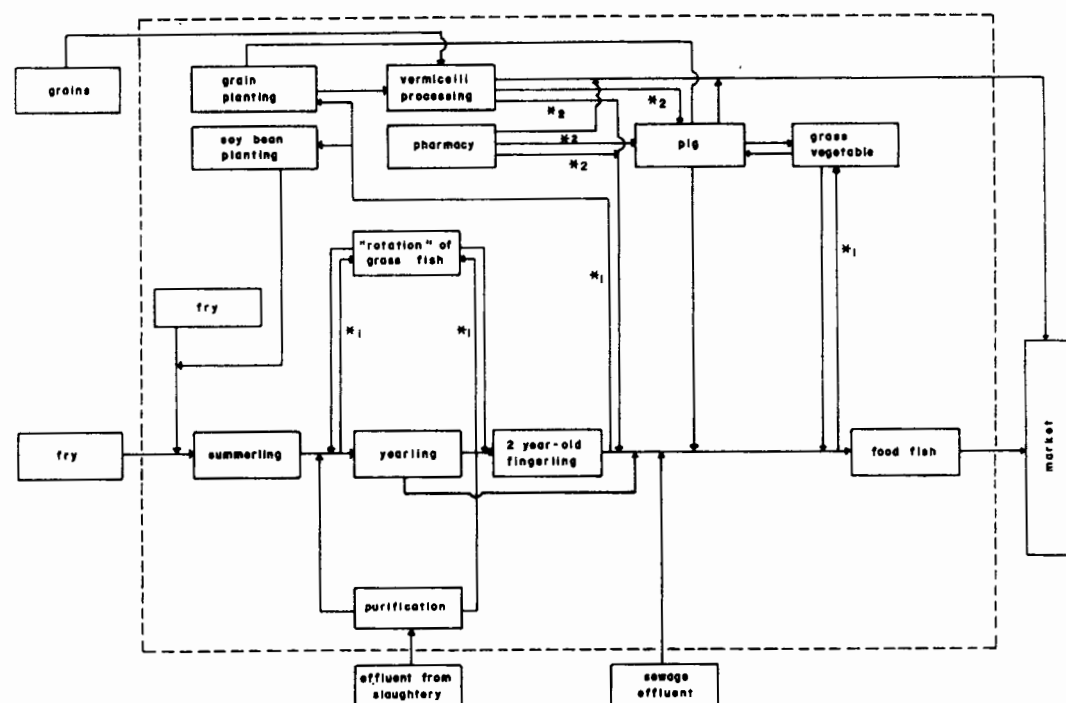 grains
grain
planting
vermicelli
processing
*2
*2
soy bean
planting
pharmacy
*2
*2
pig
grass
vegetable
"rotation" of
grass fish
*1
*1
*1
*1
fry
fry
summerling
yearling
2 year-old
fingerling
food fish
market
purification
effluent from
slaughtery
sewage
effluent